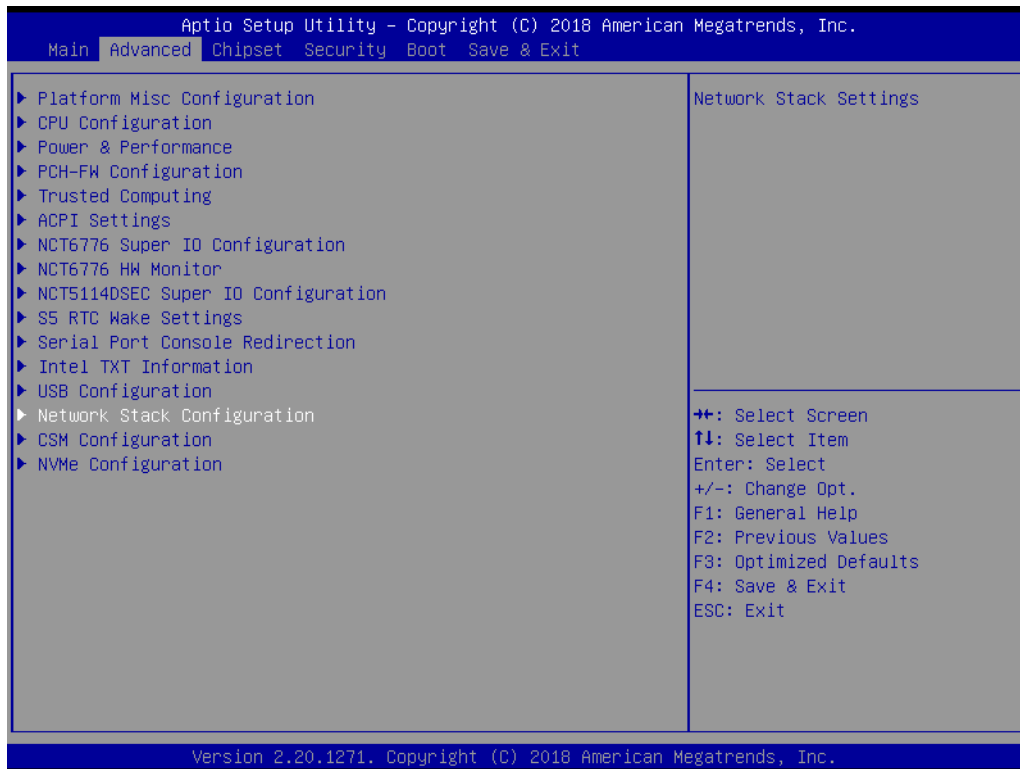 Aptio Setup Utility – Copyright (C) 2018 American Megatrends, Inc.
Main Advanced Chipset Security Boot Save & Exit
Platform Misc Configuration
CPU Configuration
Power & Performance
PCH-FW Configuration
Trusted Computing
ACPI Settings
NCT6776 Super IO Configuration
NCT6776 HW Monitor
NCT5114DSEC Super IO Configuration
S5 RTC Wake Settings
Serial Port Console Redirection
Intel TXT Information
USB Configuration
Network Stack Configuration
CSM Configuration
NVMe Configuration
Network Stack Settings
→←: Select Screen
↑↓: Select Item
Enter: Select
+/-: Change Opt.
F1: General Help
F2: Previous Values
F3: Optimized Defaults
F4: Save & Exit
ESC: Exit
Version 2.20.1271. Copyright (C) 2018 American Megatrends, Inc.